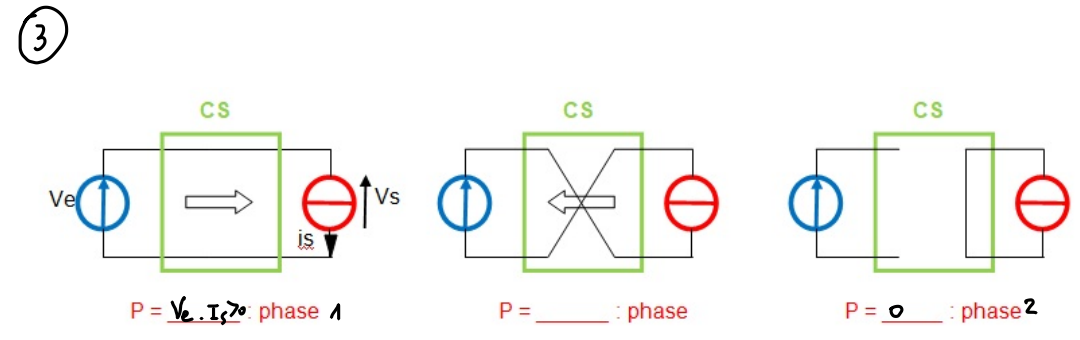 3
CS CS CS
Ve Vs
is
P = Ve . Is >0 : phase 1 P = ______ : phase P = 0 : phase 2